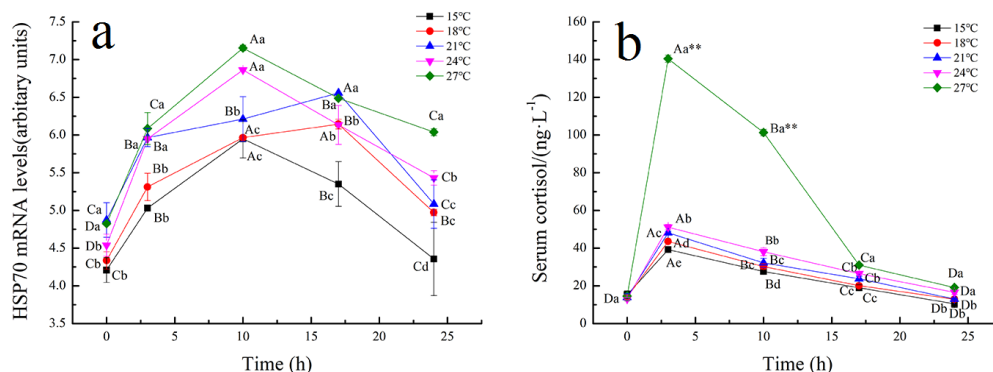 a
HSP70 mRNA levels(arbitary units)
7.5
7.0
6.5
6.0
5.5
5.0
4.5
4.0
3.5
0
5
10
15
20
25
Time (h)
15℃
18℃
21℃
24℃
27℃
Ca
Da
Db
Cb
Cb
Ca
Ba
Ba
Bb
Bb
Aa
Aa
Bb
Ac
Ac
Aa
Ba
Bb
Ab
Bc
Ca
Cb
Cc
Bc
Cd
b
Serum cortisol/(ng·L⁻¹)
160
140
120
100
80
60
40
20
0
0
5
10
15
20
25
Time (h)
15℃
18℃
21℃
24℃
27℃
Da
Aa**
Ab
Ac
Ad
Ae
Ba**
Bb
Bc
Bc
Bd
Ca
Cb
Cb
Cc
Cc
Da
Da
Db
Db
Db